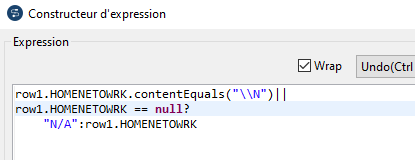 Constructeur d'expression
Expression
Wrap Undo(Ctrl
row1.HOMENETOWRK.contentEquals("\\N")||
row1.HOMENETOWRK == null?
"N/A":row1.HOMENETOWRK